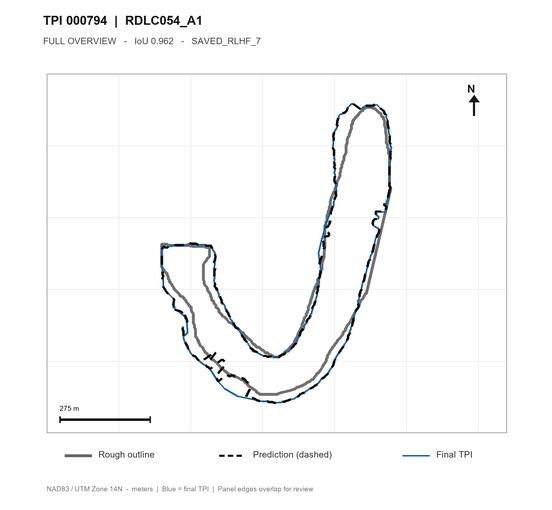 TPI 000794 | RDLC054_A1
FULL OVERVIEW - IoU 0.962 - SAVED_RLHF_7
N
275 m
Rough outline Prediction (dashed) Final TPI
NAD83 / UTM Zone 14N - meters | Blue = final TPI | Panel edges overlap for review